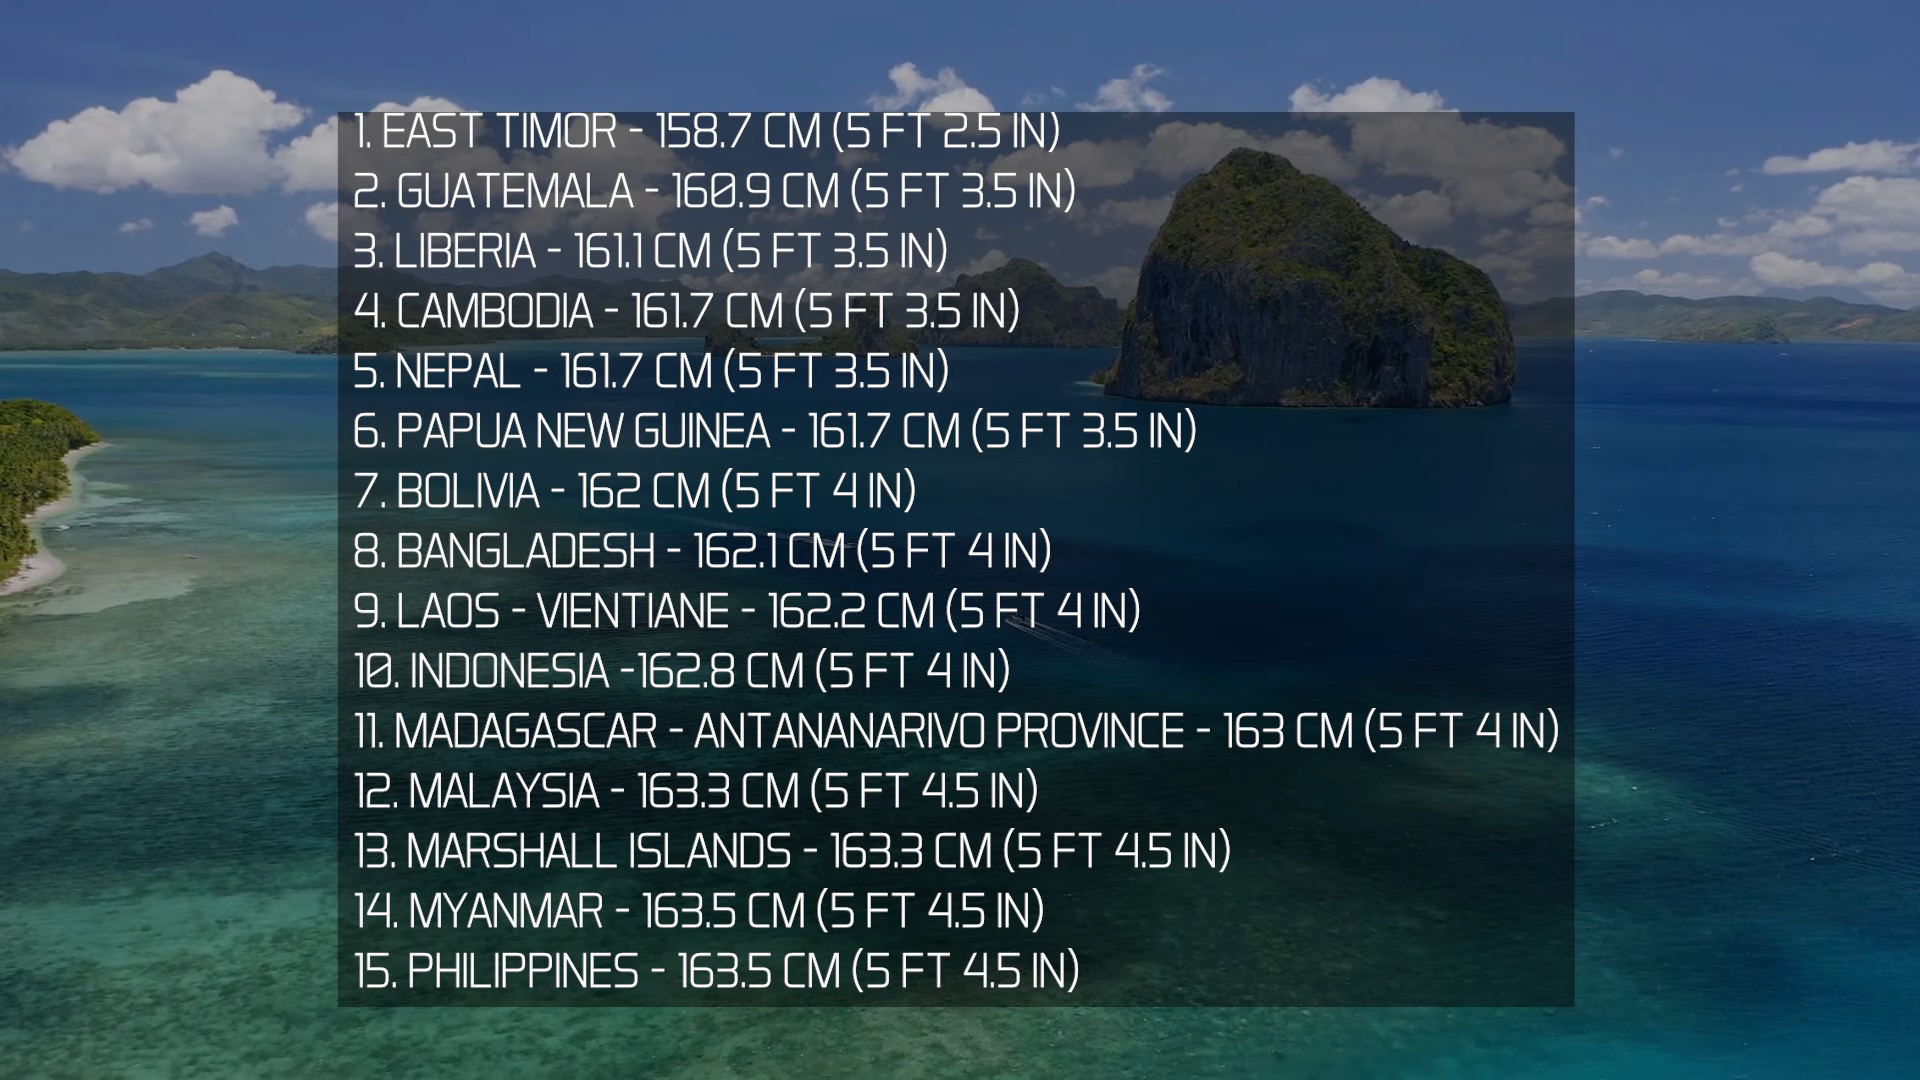 1. EAST TIMOR - 158.7 CM (5 FT 2.5 IN)
2. GUATEMALA - 160.9 CM (5 FT 3.5 IN)
3. LIBERIA - 161.1 CM (5 FT 3.5 IN)
4. CAMBODIA - 161.7 CM (5 FT 3.5 IN)
5. NEPAL - 161.7 CM (5 FT 3.5 IN)
6. PAPUA NEW GUINEA - 161.7 CM (5 FT 3.5 IN)
7. BOLIVIA - 162 CM (5 FT 4 IN)
8. BANGLADESH - 162.1 CM (5 FT 4 IN)
9. LAOS - VIENTIANE - 162.2 CM (5 FT 4 IN)
10. INDONESIA -162.8 CM (5 FT 4 IN)
11. MADAGASCAR - ANTANANARIVO PROVINCE - 163 CM (5 FT 4 IN)
12. MALAYSIA - 163.3 CM (5 FT 4.5 IN)
13. MARSHALL ISLANDS - 163.3 CM (5 FT 4.5 IN)
14. MYANMAR - 163.5 CM (5 FT 4.5 IN)
15. PHILIPPINES - 163.5 CM (5 FT 4.5 IN)